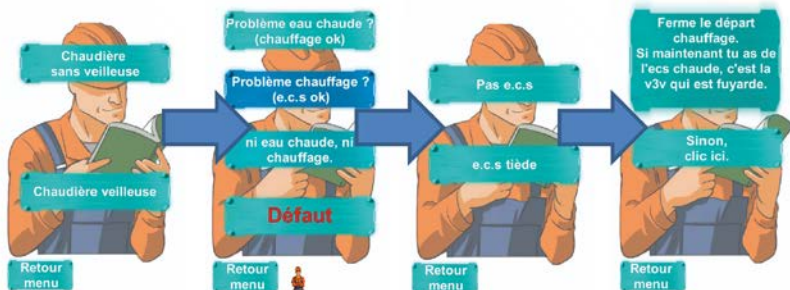 Chaudière
sans veilleuse
Chaudière veilleuse
Retour
menu
Problème eau chaude ?
(chauffage ok)
Problème chauffage ?
(e.c.s ok)
ni eau chaude, ni
chauffage.
Défaut
Retour
menu
Pas e.c.s
e.c.s tiède
Retour
menu
Ferme le départ
chauffage.
Si maintenant tu as de
l'ecs chaude, c'est la
v3v qui est fuyarde.
Sinon,
clic ici.
Retour
menu